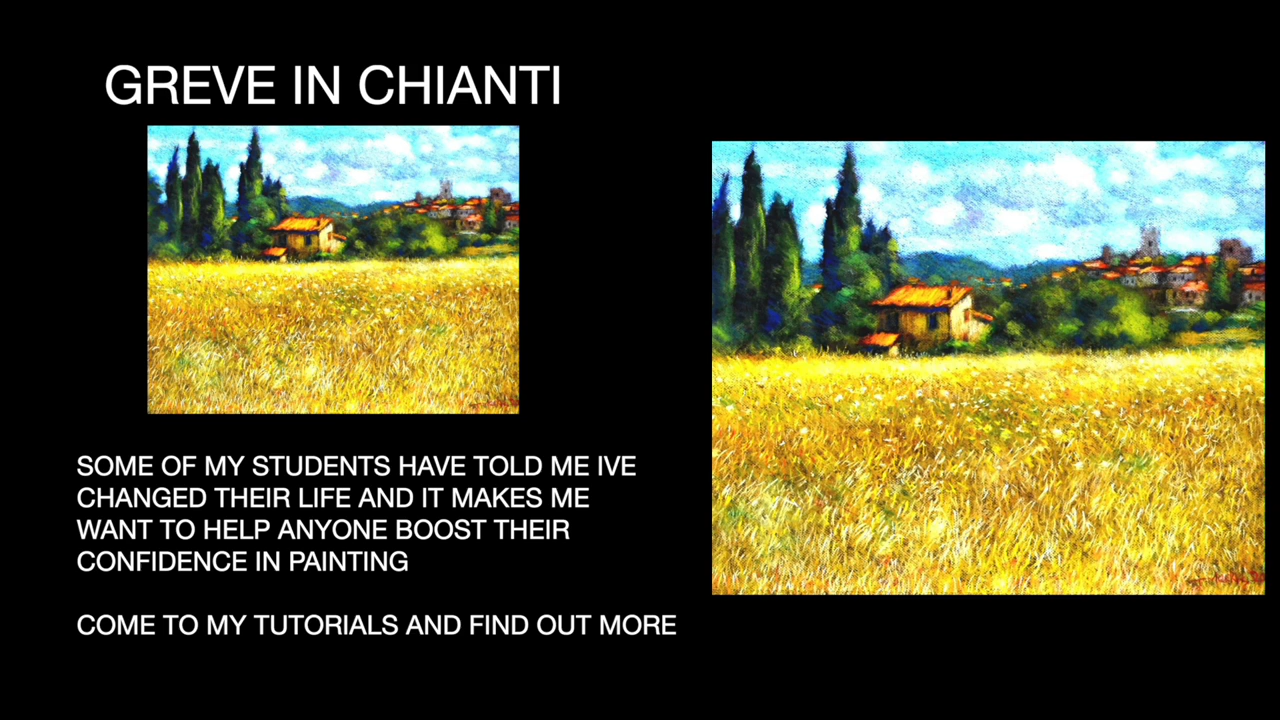 GREVE IN CHIANTI
SOME OF MY STUDENTS HAVE TOLD ME IVE
CHANGED THEIR LIFE AND IT MAKES ME
WANT TO HELP ANYONE BOOST THEIR
CONFIDENCE IN PAINTING
COME TO MY TUTORIALS AND FIND OUT MORE